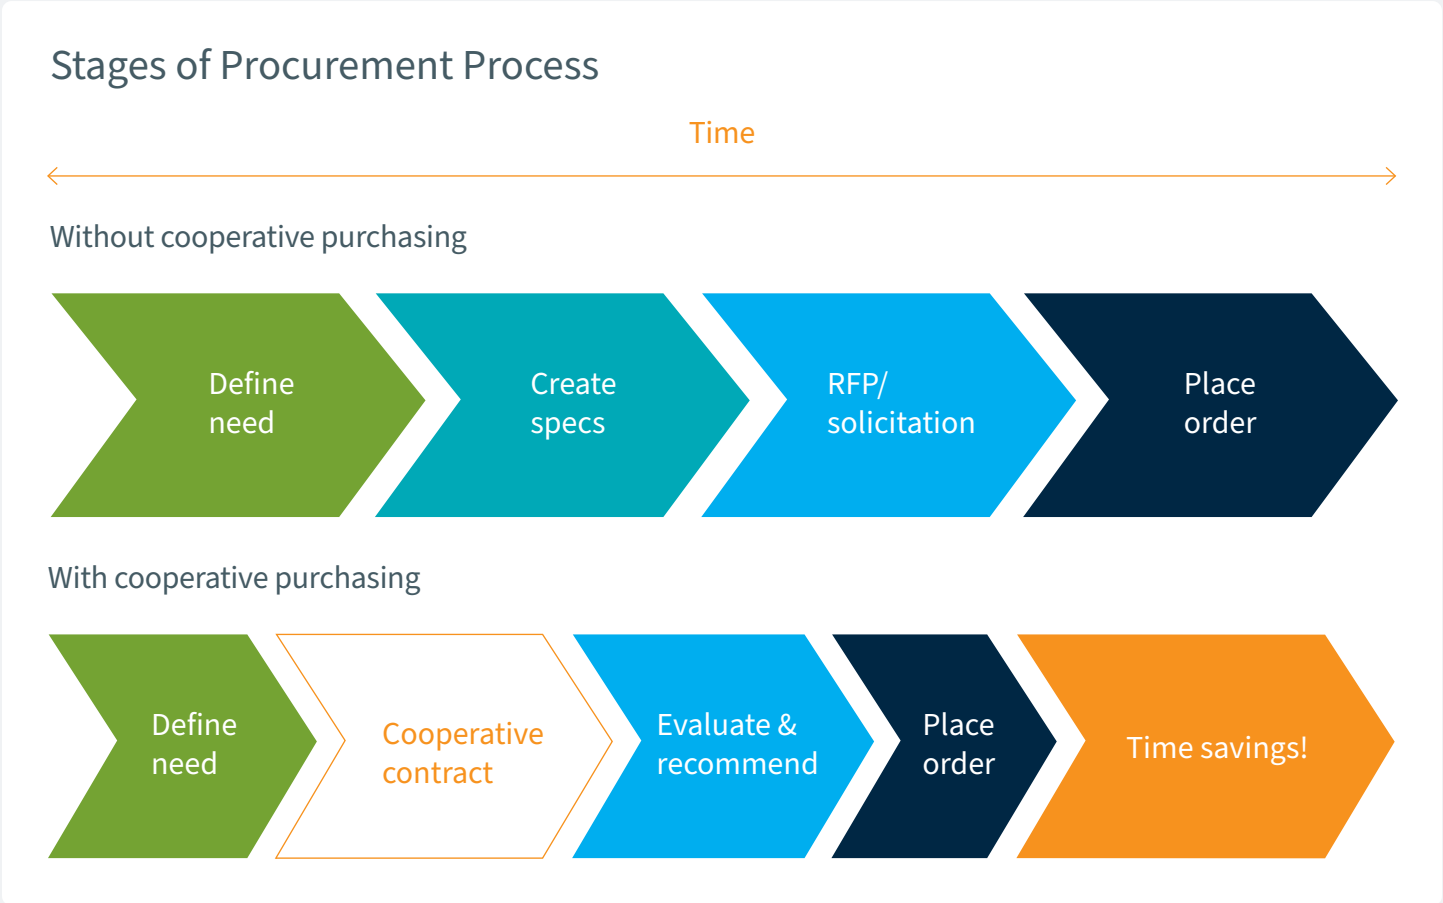 Stages of Procurement Process
Time
Without cooperative purchasing
Define
need
Create
specs
RFP/
solicitation
Place
order
With cooperative purchasing
Define
need
Cooperative
contract
Evaluate &
recommend
Place
order
Time savings!